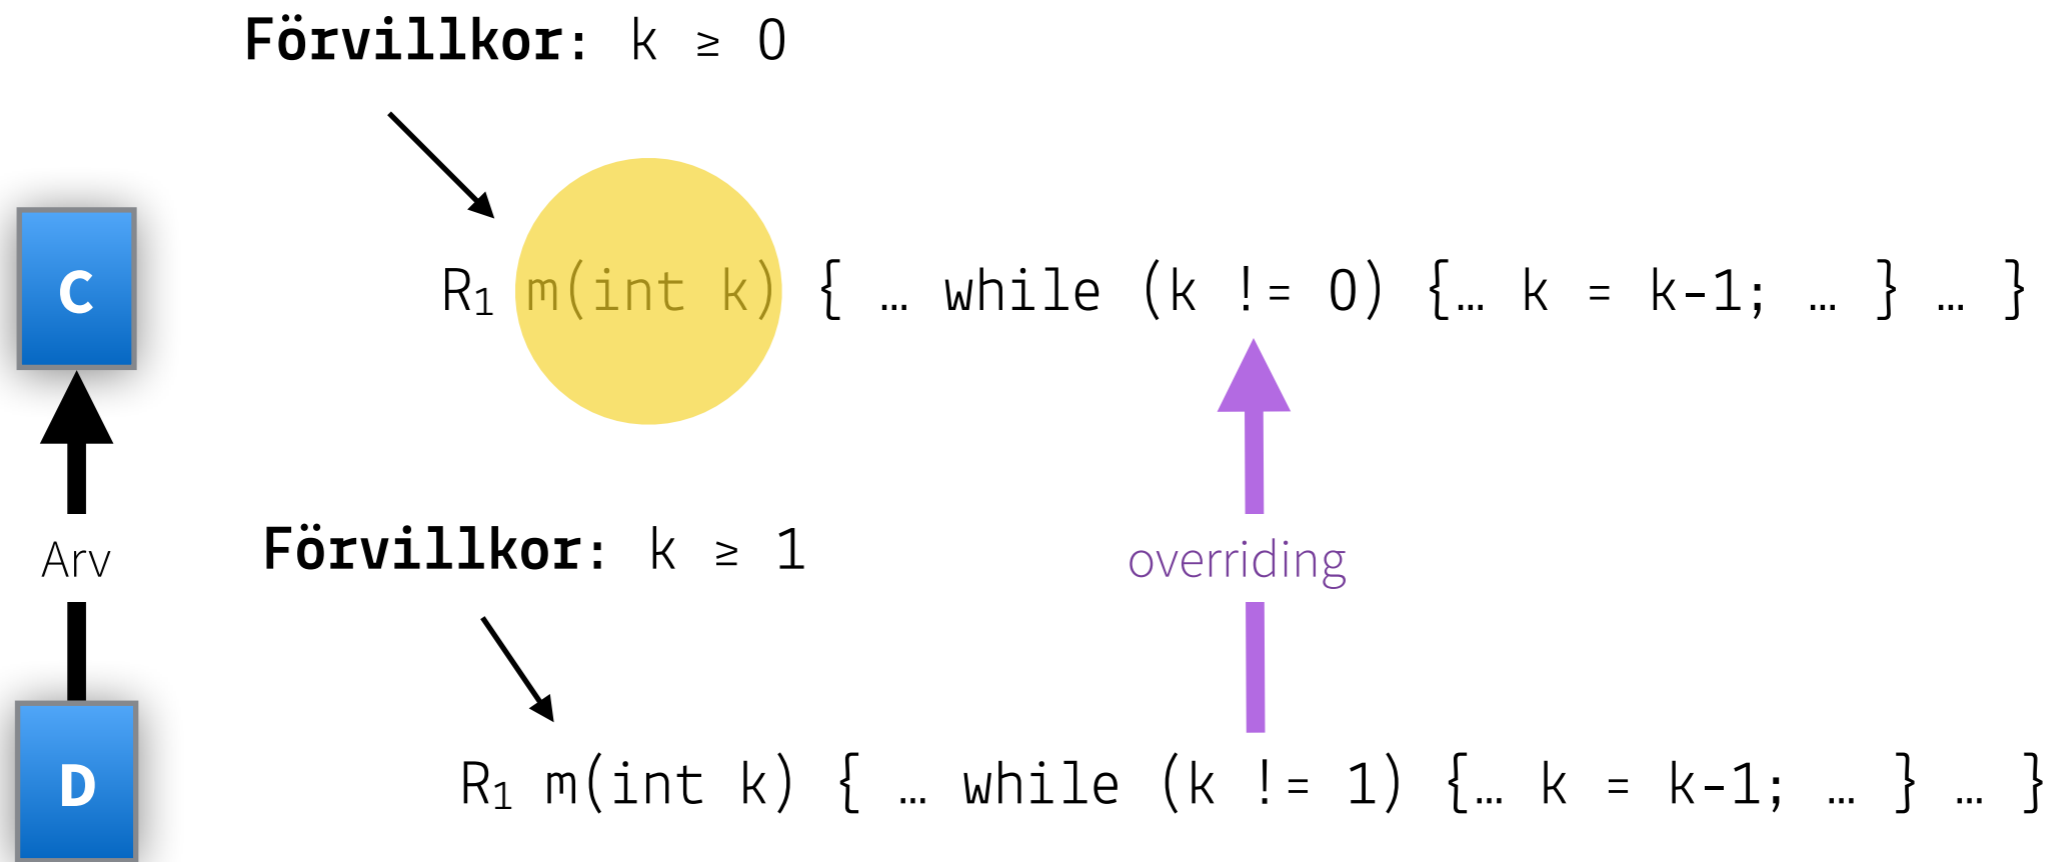 Förvillkor: k ≥ 0
C
R₁ m(int k) { … while (k != 0) {… k = k-1; … } … }
Arv
Förvillkor: k ≥ 1
overriding
D
R₁ m(int k) { … while (k != 1) {… k = k-1; … } … }